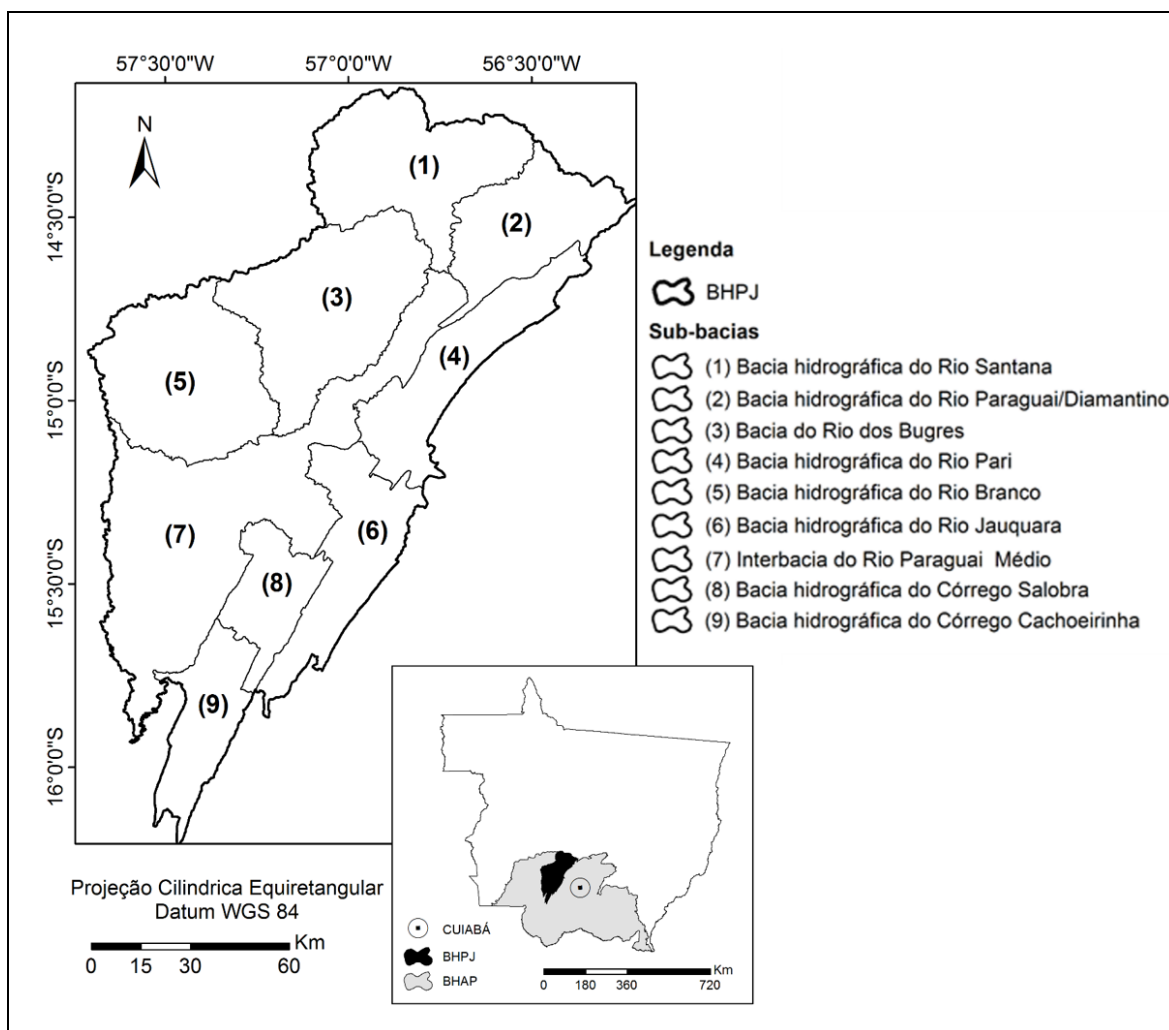 57°30'0"W
57°0'0"W
56°30'0"W
N
14°30'0"S
15°0'0"S
15°30'0"S
16°0'0"S
(1)
(2)
(3)
(4)
(5)
(6)
(7)
(8)
(9)
Legenda
BHPJ
Sub-bacias
(1) Bacia hidrográfica do Rio Santana
(2) Bacia hidrográfica do Rio Paraguai/Diamantino
(3) Bacia do Rio dos Bugres
(4) Bacia hidrográfica do Rio Pari
(5) Bacia hidrográfica do Rio Branco
(6) Bacia hidrográfica do Rio Jauquara
(7) Interbacia do Rio Paraguai Médio
(8) Bacia hidrográfica do Córrego Salobra
(9) Bacia hidrográfica do Córrego Cachoeirinha
Projeção Cilindrica Equiretangular
Datum WGS 84
Km
0 15 30 60
CUIABÁ
BHPJ
BHAP
Km
0 180 360 720